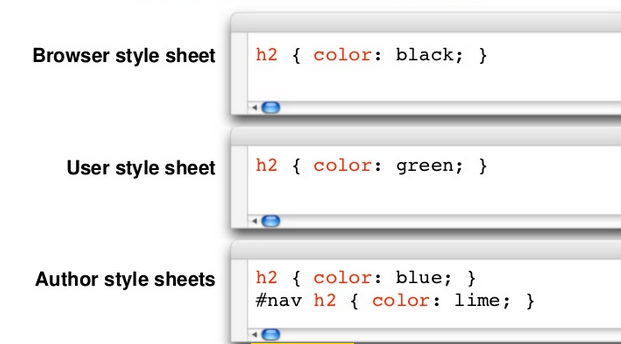 Browser style sheet
h2 { color: black; }
User style sheet
h2 { color: green; }
Author style sheets
h2 { color: blue; }
#nav h2 { color: lime; }